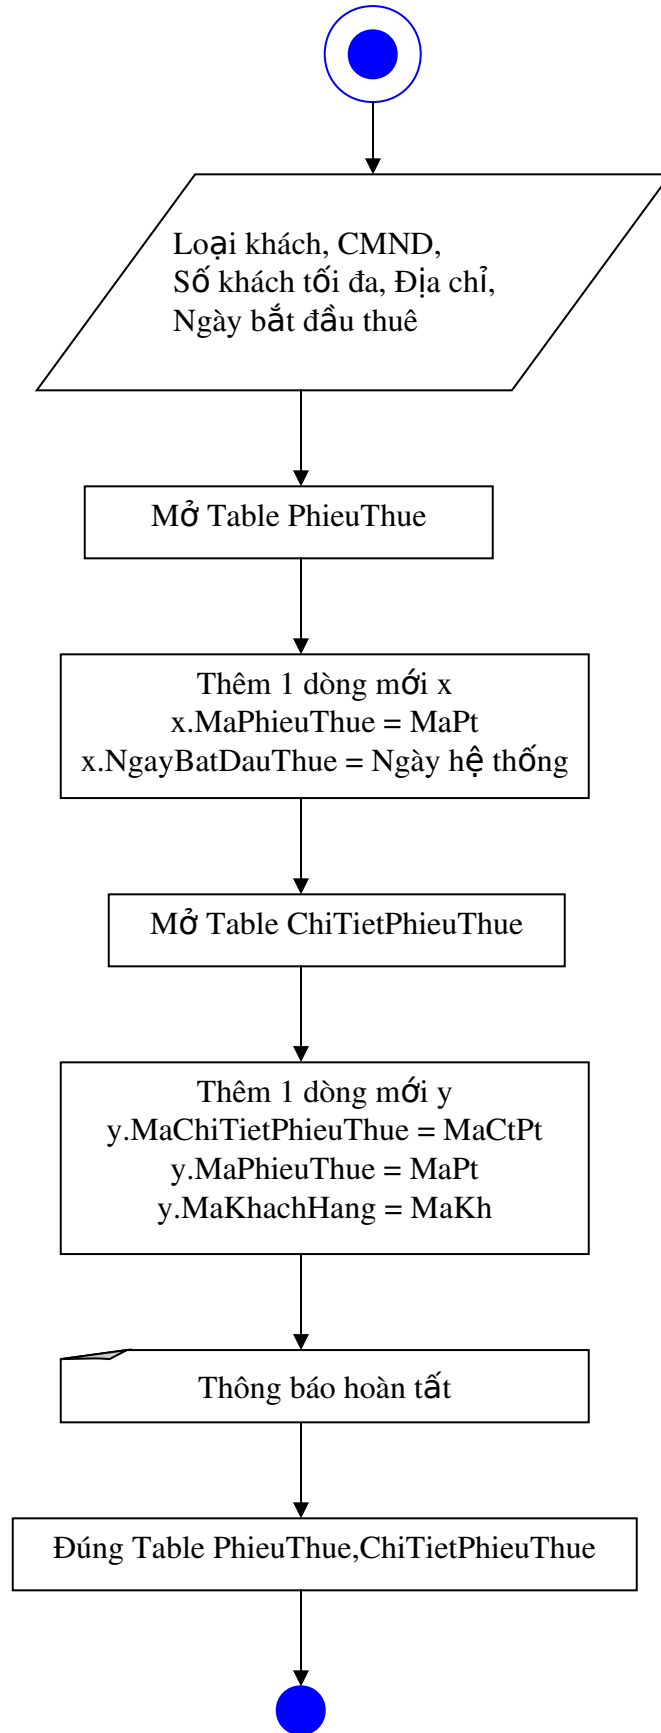 Loại khách, CMND,
Số khách tối đa, Địa chỉ,
Ngày bắt đầu thuê
Mở Table PhieuThue
Thêm 1 dòng mới x
x.MaPhieuThue = MaPt
x.NgayBatDauThue = Ngày hệ thống
Mở Table ChiTietPhieuThue
Thêm 1 dòng mới y
y.MaChiTietPhieuThue = MaCtPt
y.MaPhieuThue = MaPt
y.MaKhachHang = MaKh
Thông báo hoàn tất
Đúng Table PhieuThue,ChiTietPhieuThue